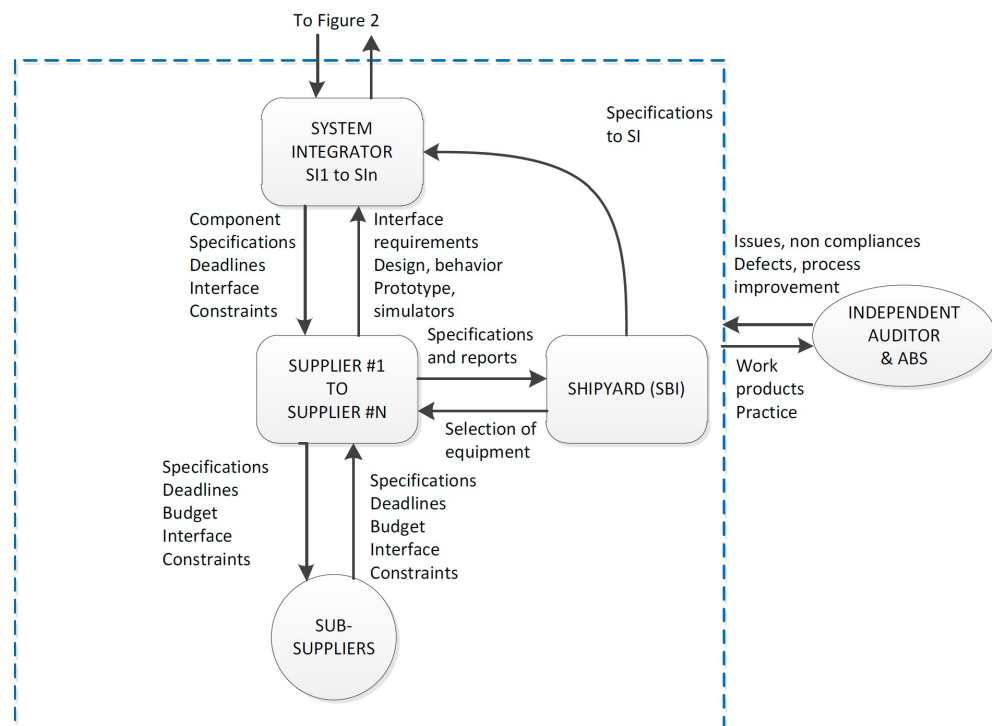 To Figure 2
SYSTEM
INTEGRATOR
SI1 to SIn
Specifications
to SI
Component
Specifications
Deadlines
Interface
Constraints
Interface
requirements
Design, behavior
Prototype,
simulators
Issues, non compliances
Defects, process
improvement
INDEPENDENT
AUDITOR
& ABS
Work
products
Practice
SUPPLIER #1
TO
SUPPLIER #N
Specifications
and reports
SHIPYARD (SBI)
Selection of
equipment
Specifications
Deadlines
Budget
Interface
Constraints
Specifications
Deadlines
Budget
Interface
Constraints
SUB-
SUPPLIERS